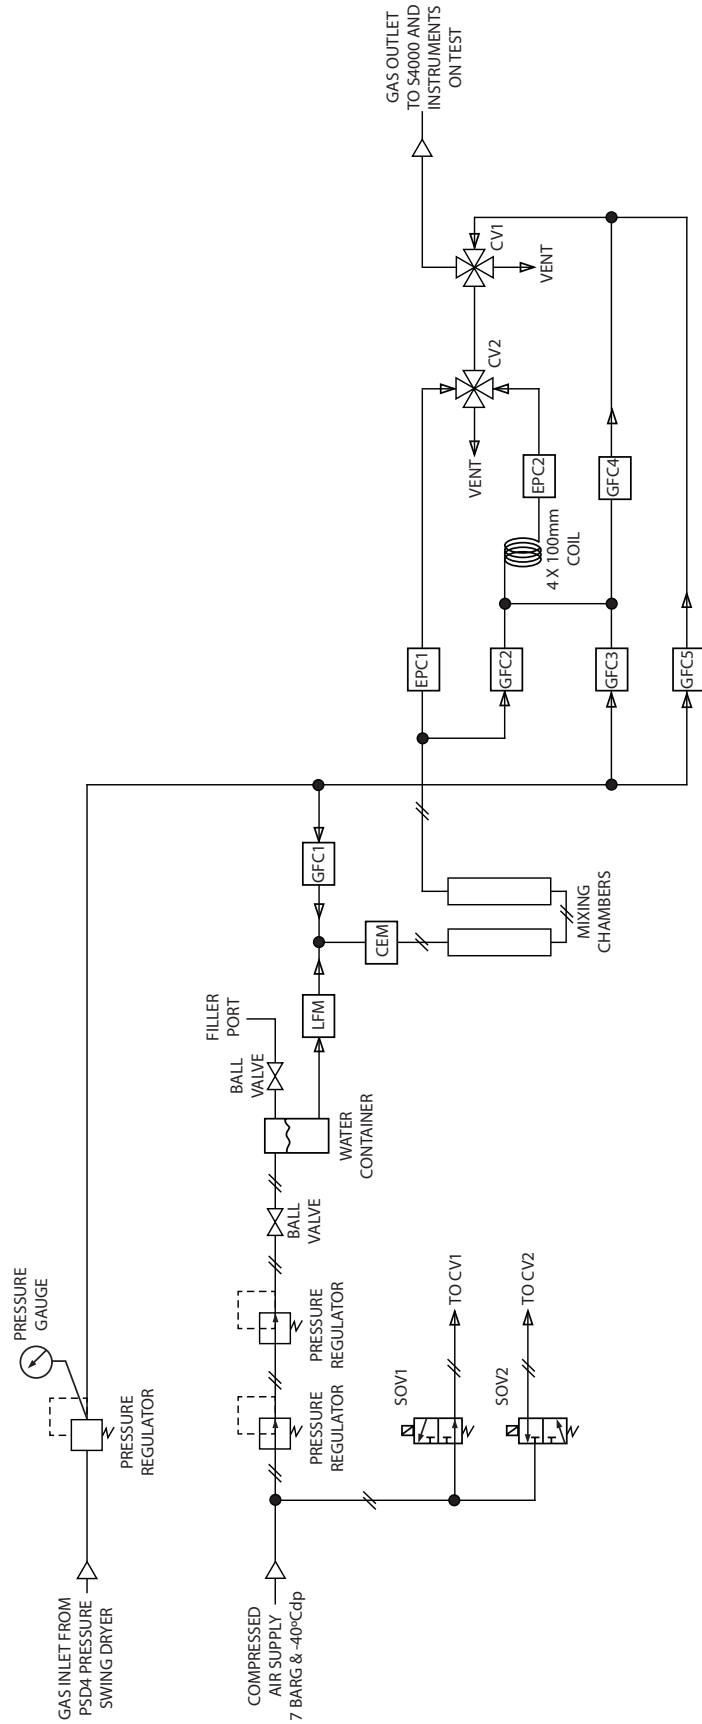 GAS INLET FROM
PSD4 PRESSURE
SWING DRYER
PRESSURE
GAUGE
PRESSURE
REGULATOR
COMPRESSED
AIR SUPPLY
7 BARG & -40ºCdp
PRESSURE
REGULATOR
PRESSURE
REGULATOR
BALL
VALVE
WATER
CONTAINER
BALL
VALVE
FILLER
PORT
SOV1
TO CV1
SOV2
TO CV2
LFM
GFC1
CEM
MIXING
CHAMBERS
EPC1
GFC2
GFC3
GFC5
4 X 100mm
COIL
EPC2
GFC4
VENT
CV2
VENT
CV1
GAS OUTLET
TO S4000 AND
INSTRUMENTS
ON TEST